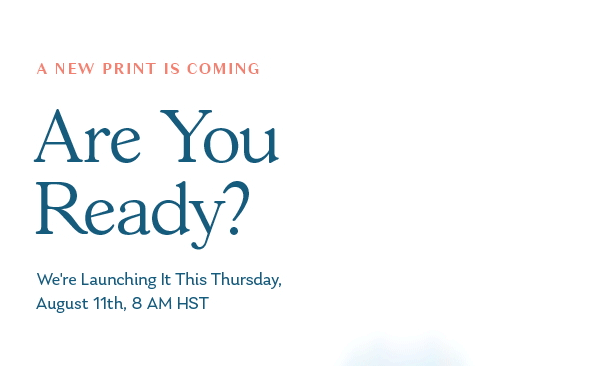 A NEW PRINT IS COMING
Are You
Ready?
We're Launching It This Thursday,
August 11th, 8 AM HST